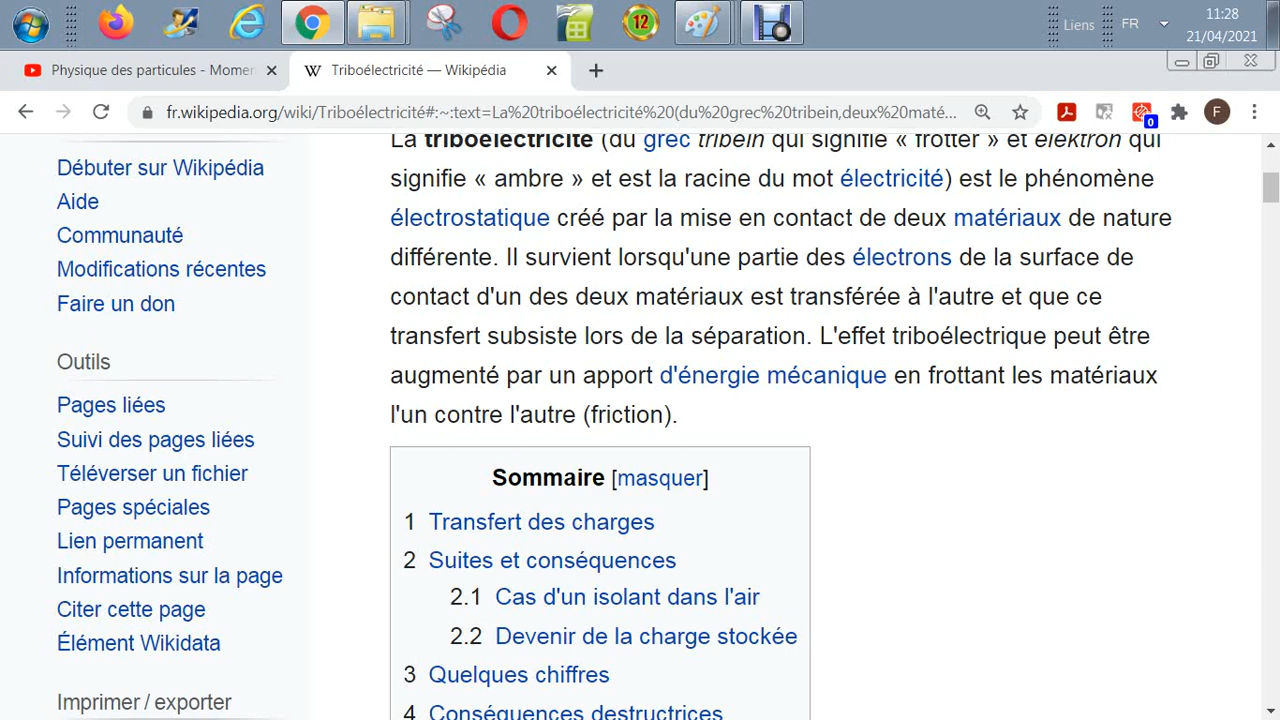 12
Liens
FR
11:28
21/04/2021
Physique des particules - Momen
Triboélectricité — Wikipédia
fr.wikipedia.org/wiki/Triboélectricité#:~:text=La%20triboélectricité%20(du%20grec%20tribein,deux%20maté...
0
F
Débuter sur Wikipédia
Aide
Communauté
Modifications récentes
Faire un don
Outils
Pages liées
Suivi des pages liées
Téléverser un fichier
Pages spéciales
Lien permanent
Informations sur la page
Citer cette page
Élément Wikidata
Imprimer / exporter
La triboélectricité (du grec tribein qui signifie « frotter » et elektron qui
signifie « ambre » et est la racine du mot électricité) est le phénomène
électrostatique créé par la mise en contact de deux matériaux de nature
différente. Il survient lorsqu'une partie des électrons de la surface de
contact d'un des deux matériaux est transférée à l'autre et que ce
transfert subsiste lors de la séparation. L'effet triboélectrique peut être
augmenté par un apport d'énergie mécanique en frottant les matériaux
l'un contre l'autre (friction).
Sommaire [masquer]
1 Transfert des charges
2 Suites et conséquences
2.1 Cas d'un isolant dans l'air
2.2 Devenir de la charge stockée
3 Quelques chiffres
4 Conséquences destructrices